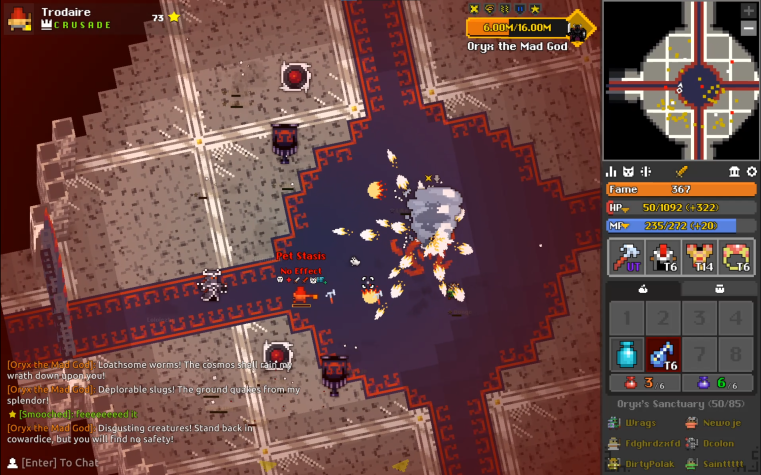 Trodaire
CRUSADE
73
6.00M/16.00M
Oryx the Mad God
Fame 367
HP 50/1092 (+322)
MP 235/272 (+20)
UT T6 T14 T6
1 2 3 4
T6 7 8
3/6 6/6
Oryx's Sanctuary (50/85)
Wrags Newoje
Fdghrdznfd Ocolon
DirtyPolak Sainttttt
Pet Stasis
No Effect
[Oryx the Mad God]: Loathsome worms! The cosmos shall rain my
wrath down upon you!
[Oryx the Mad God]: Deplorable slugs! The ground quakes from my
splendor!
[Smooched]: feeeeeeed it
[Oryx the Mad God]: Disgusting creatures! Stand back in
cowardice, but you will find no safety!
[Enter] To Chat